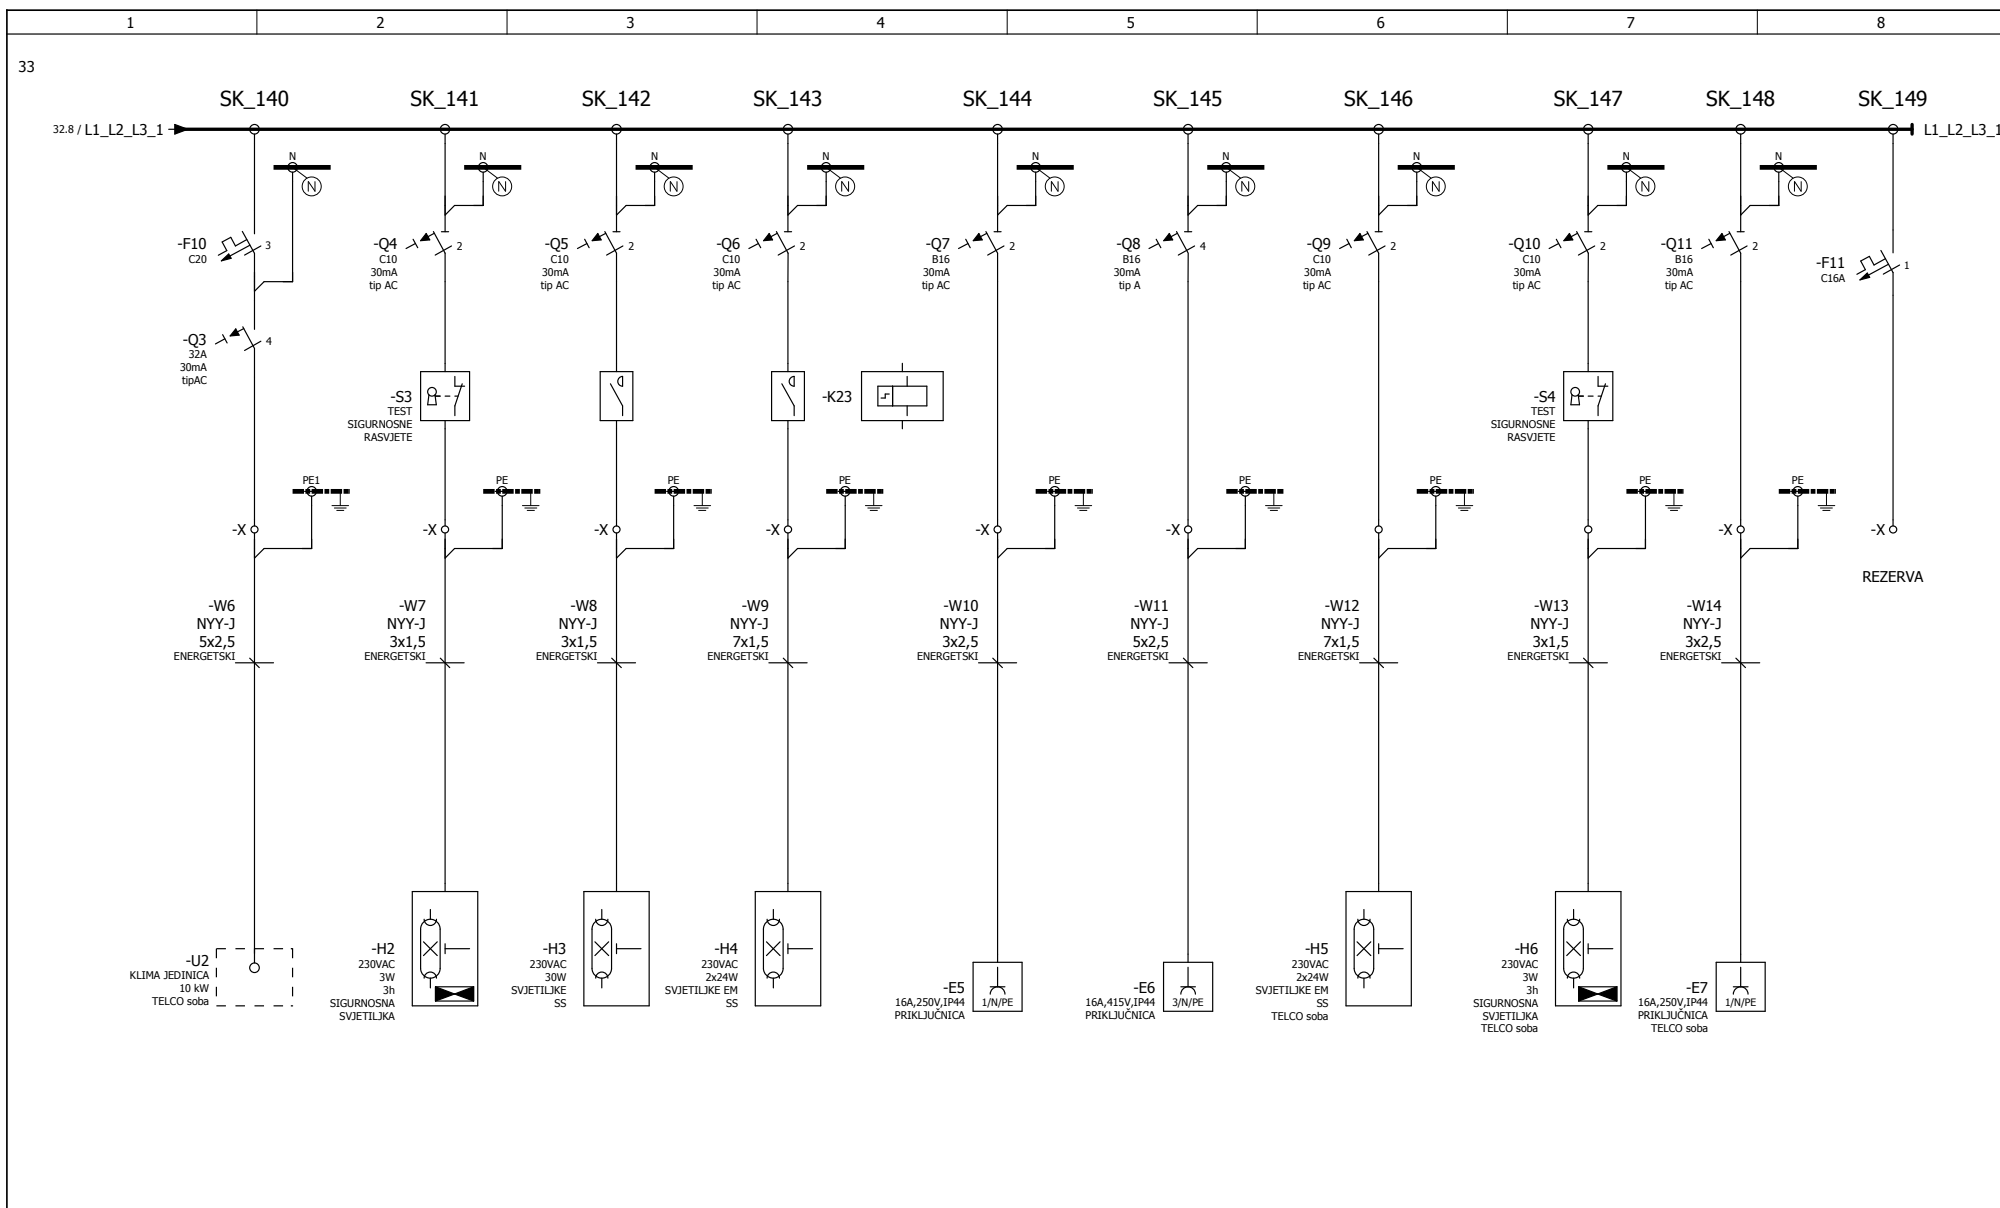 1 2 3 4 5 6 7 8
33
SK_140 SK_141 SK_142 SK_143 SK_144 SK_145 SK_146 SK_147 SK_148 SK_149
32.8 / L1_L2_L3_1 L1_L2_L3_1
N N N N N N N N N
N N N N N N N N N
-F10 3
C20
-Q3 4
32A
30mA
tipAC
-Q4 2
C10
30mA
tip AC
-Q5 2
C10
30mA
tip AC
-Q6 2
C10
30mA
tip AC
-Q7 2
B16
30mA
tip AC
-Q8 4
B16
30mA
tip A
-Q9 2
C10
30mA
tip AC
-Q10 2
C10
30mA
tip AC
-Q11 2
B16
30mA
tip AC
-F11 1
C16A
-S3
TEST
SIGURNOSNE
RASVJETE
-K23
-S4
TEST
SIGURNOSNE
RASVJETE
PE1 PE PE PE PE PE PE PE PE
-X -X -X -X -X -X -X -X
REZERVA
-W6
NYY-J
5x2,5
ENERGETSKI
-W7
NYY-J
3x1,5
ENERGETSKI
-W8
NYY-J
3x1,5
ENERGETSKI
-W9
NYY-J
7x1,5
ENERGETSKI
-W10
NYY-J
3x2,5
ENERGETSKI
-W11
NYY-J
5x2,5
ENERGETSKI
-W12
NYY-J
7x1,5
ENERGETSKI
-W13
NYY-J
3x1,5
ENERGETSKI
-W14
NYY-J
3x2,5
ENERGETSKI
-U2
KLIMA JEDINICA
10 kW
TELCO soba
-H2
230VAC
3W
3h
SIGURNOSNA
SVJETILJKA
-H3
230VAC
30W
SVJETILJKE
SS
-H4
230VAC
2x24W
SVJETILJKE EM
SS
-E5
16A,250V,IP44 1/N/PE
PRIKLJUČNICA
-E6
16A,415V,IP44 3/N/PE
PRIKLJUČNICA
-H5
230VAC
2x24W
SVJETILJKE EM
SS
TELCO soba
-H6
230VAC
3W
3h
SIGURNOSNA
SVJETILJKA
TELCO soba
-E7
16A,250V,IP44 1/N/PE
PRIKLJUČNICA
TELCO soba